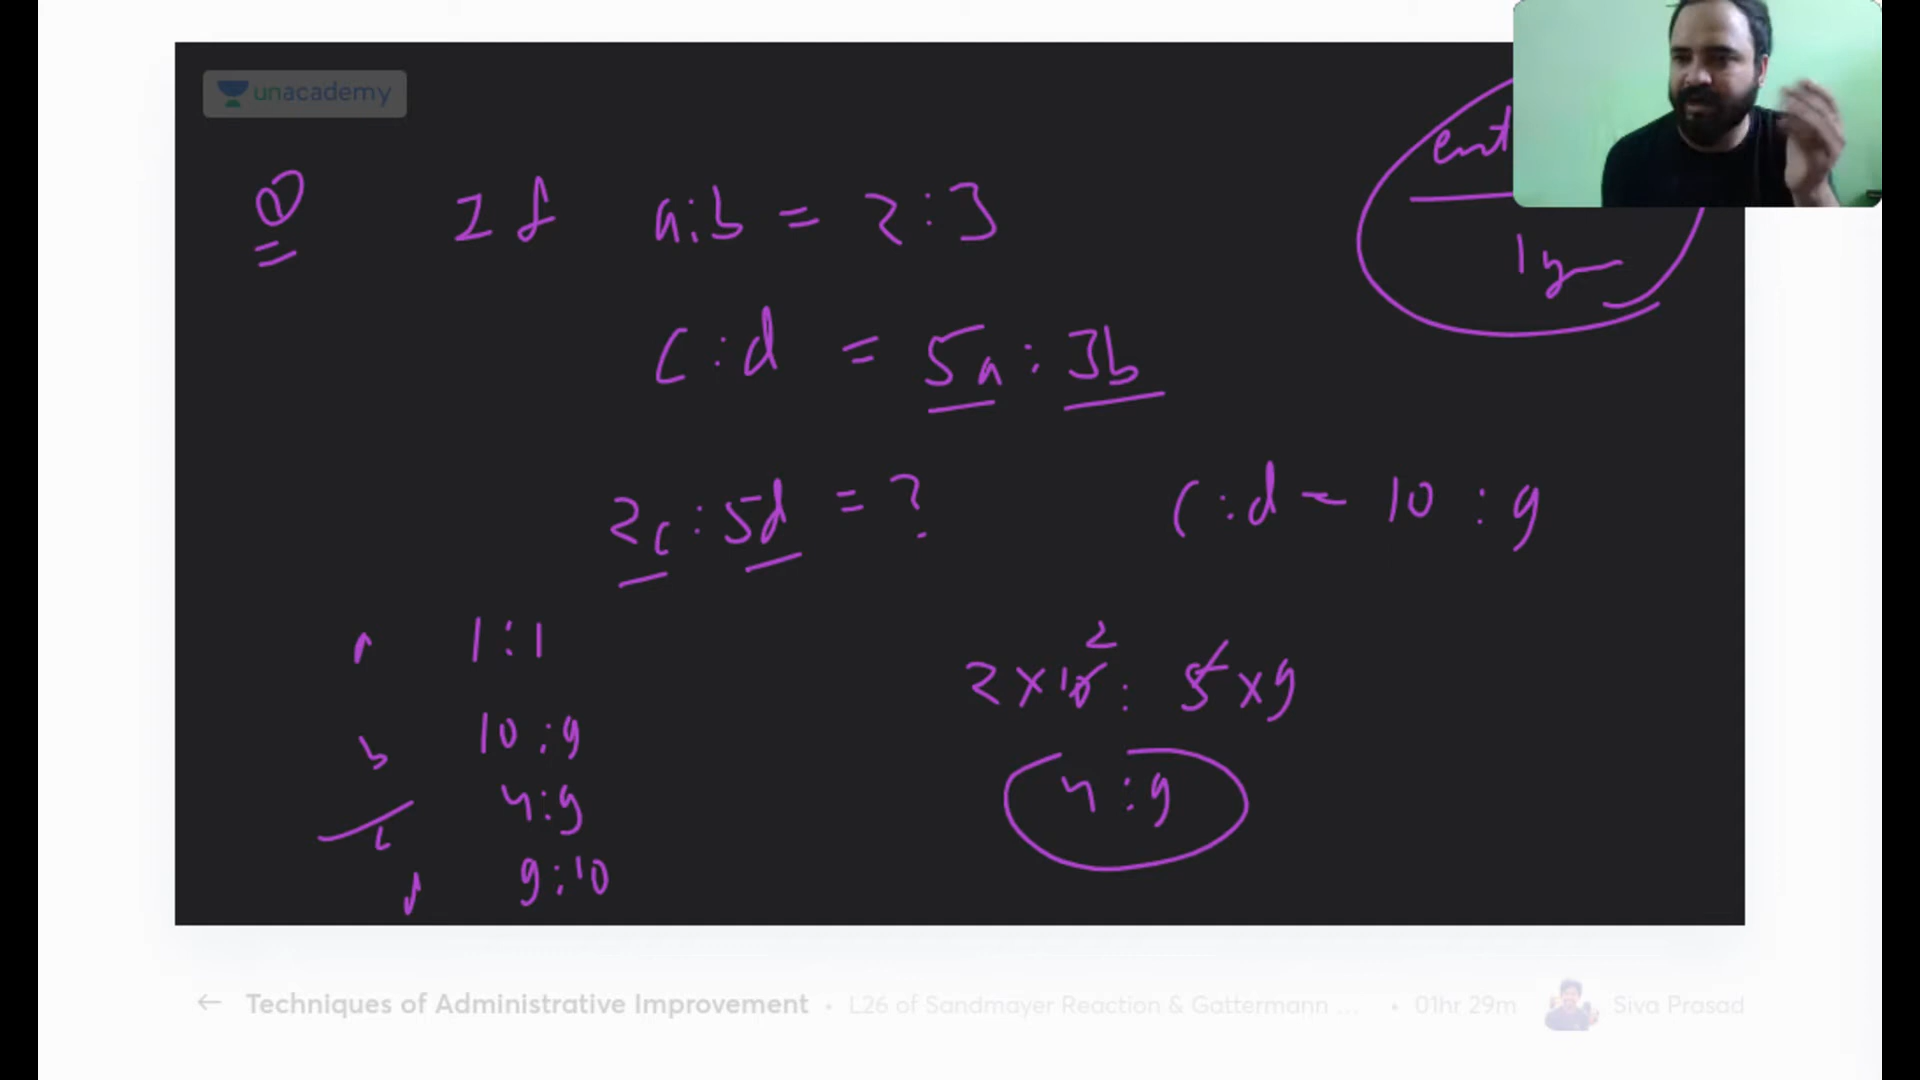 unacademy
Q
If a:b = 2:3
c:d = 5a : 3b
2c : 5d = ?
c:d = 10 : 9
a 1:1
b 10:9
c 4:9
d 9:10
2
2 x 10 : 5 x 9
4 : 9
1 y
← Techniques of Administrative Improvement • L26 of Sandmayer Reaction & Gattermann ... • 01hr 29m Siva Prasad